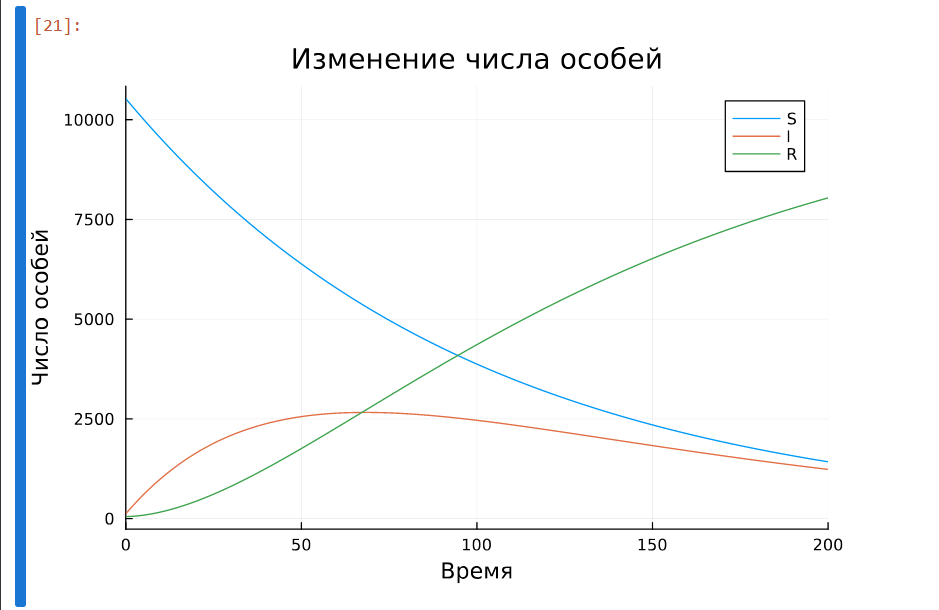 [21]:
Изменение числа особей
S
I
R
10000
7500
5000
2500
0
Число особей
0 50 100 150 200
Время